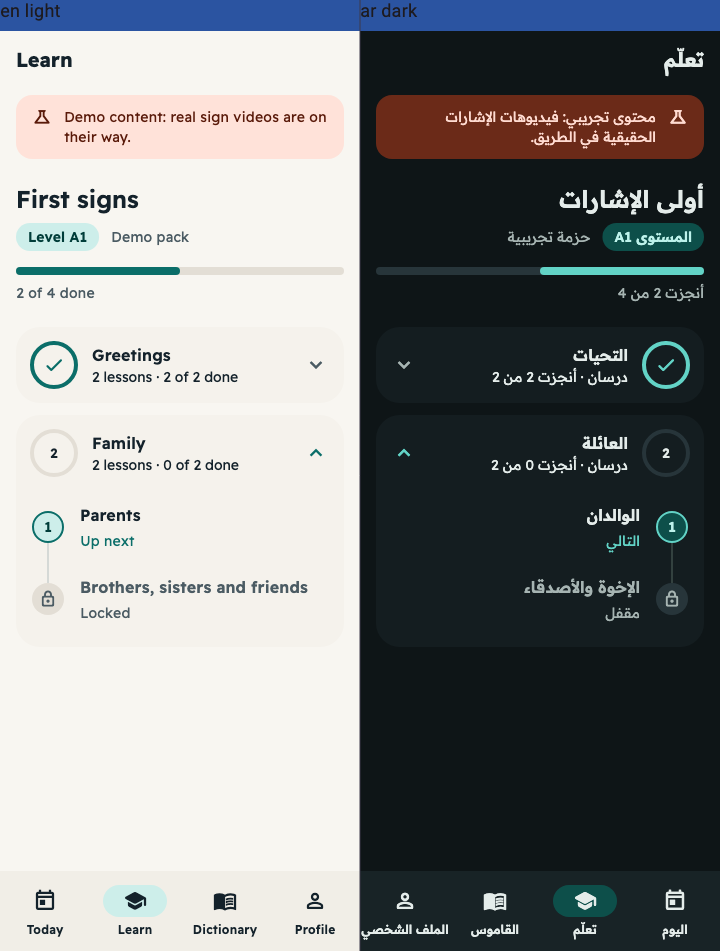 en light
Learn
Demo content: real sign videos are on
their way.
First signs
Level A1
Demo pack
2 of 4 done
Greetings
2 lessons · 2 of 2 done
2
Family
2 lessons · 0 of 2 done
1
Parents
Up next
Brothers, sisters and friends
Locked
Today
Learn
Dictionary
Profile
ar dark
تعلّم
محتوى تجريبي: فيديوهات الإشارات
الحقيقية في الطريق.
أولى الإشارات
المستوى A1
حزمة تجريبية
أنجزت 2 من 4
التحيات
درسان · أنجزت 2 من 2
2
العائلة
درسان · أنجزت 0 من 2
1
الوالدان
التالي
الإخوة والأصدقاء
مقفل
اليوم
تعلّم
القاموس
الملف الشخصي